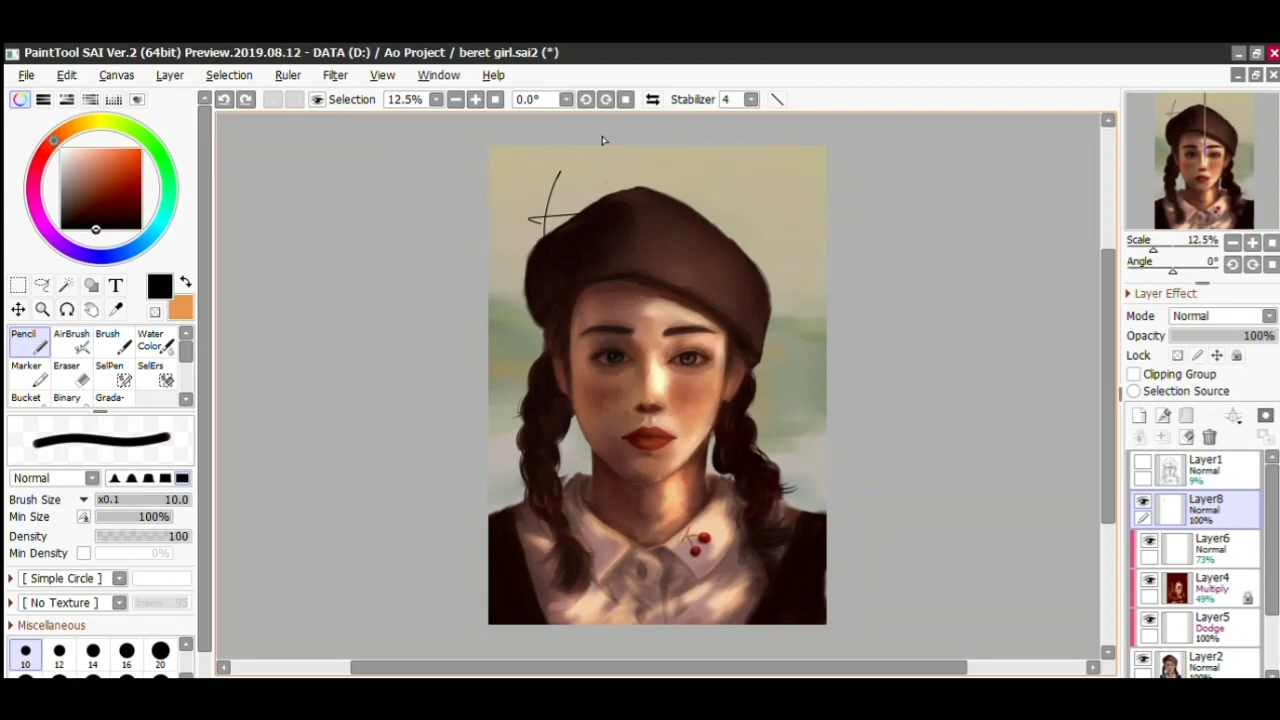 PaintTool SAI Ver.2 (64bit) Preview.2019.08.12 - DATA (D:) / Ao Project / beret girl.sai2 (*)
File Edit Canvas Layer Selection Ruler Filter View Window Help
Selection 12.5% 0.0° Stabilizer 4
T
Pencil AirBrush Brush Water Color
Marker Eraser SelPen SelErs
Bucket Binary Grada-
Normal
Brush Size x0.1 10.0
Min Size 100%
Density 100
Min Density 0%
[ Simple Circle ]
[ No Texture ] 95
Miscellaneous
10 12 14 16 20
Scale 12.5%
Angle 0°
Layer Effect
Mode Normal
Opacity 100%
Lock
Clipping Group
Selection Source
Layer1
Normal
9%
Layer8
Normal
100%
Layer6
Normal
73%
Layer4
Multiply
49%
Layer5
Dodge
100%
Layer2
Normal
100%